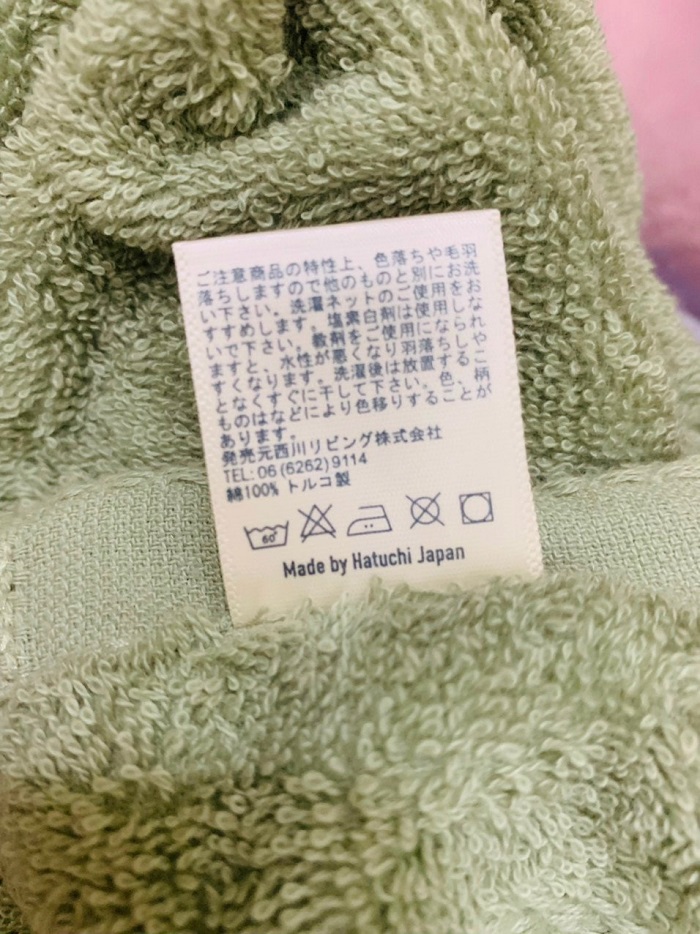 ご注意商品の特性上、色落ちや毛羽
落ちしますので他のものと別にお洗
い下さい。洗濯ネットのご使用をお
すすめします。塩素白剤は使用しな
いで下さい。軟剤をご使用になられ
ますと、水性が悪くなり羽落ちしや
すくなります。洗濯後は放置するこ
となくすぐに干して下さい。色、柄
ものはなどにより色移りすることが
あります。
発売元西川リビング株式会社
TEL: 06 (6262) 9114
綿100% トルコ製
60°
Made by Hatuchi Japan